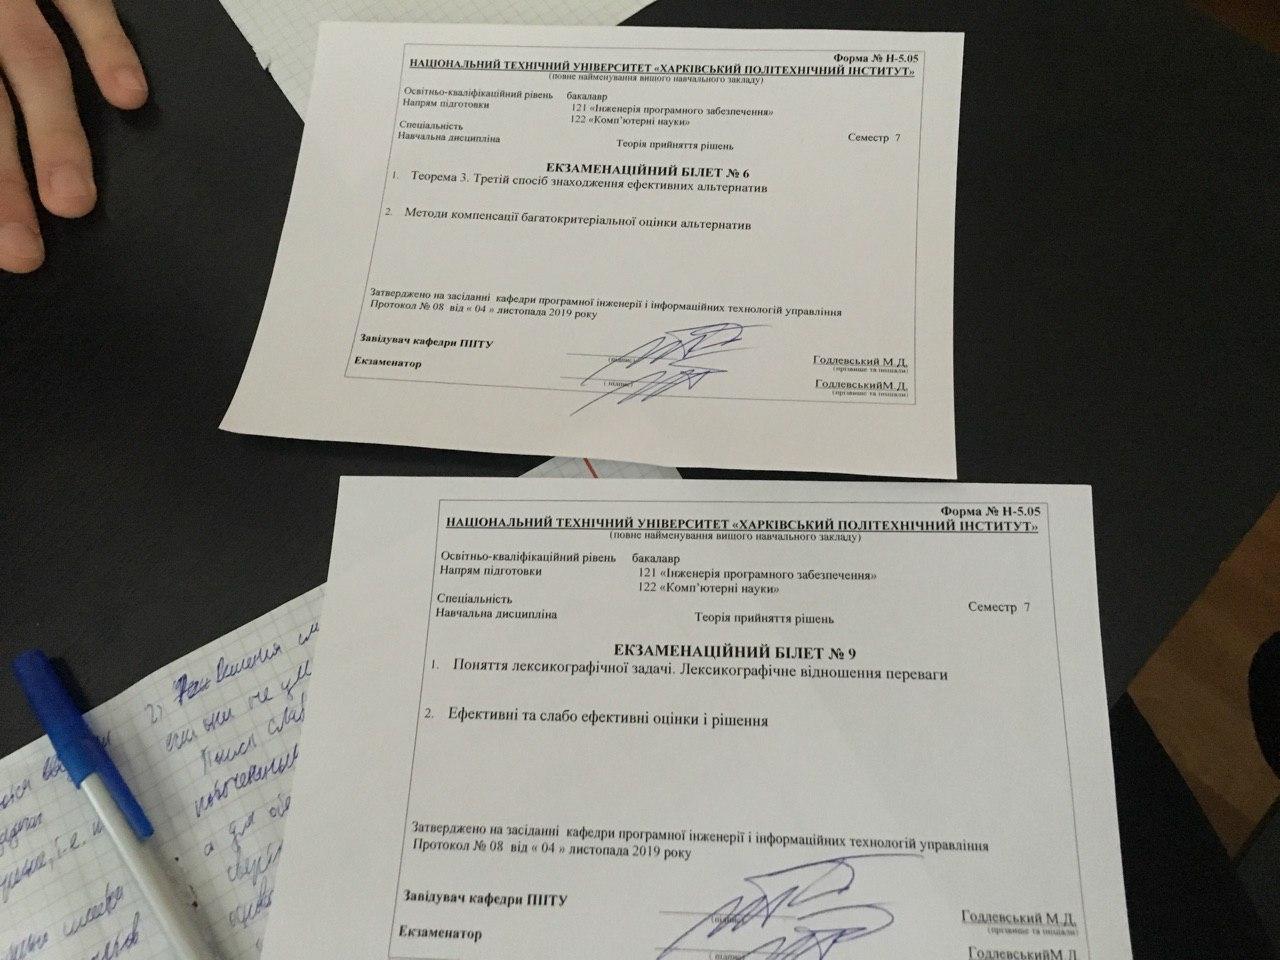 Форма № Н-5.05
НАЦІОНАЛЬНИЙ ТЕХНІЧНИЙ УНІВЕРСИТЕТ «ХАРКІВСЬКИЙ ПОЛІТЕХНІЧНИЙ ІНСТИТУТ»
(повне найменування вищого навчального закладу)
Освітньо-кваліфікаційний рівень бакалавр
Напрям підготовки 121 «Інженерія програмного забезпечення»
122 «Комп’ютерні науки»
Спеціальність Семестр 7
Навчальна дисципліна Теорія прийняття рішень
ЕКЗАМЕНАЦІЙНИЙ БІЛЕТ № 6
1. Теорема 3. Третій спосіб знаходження ефективних альтернатив
2. Методи компенсації багатокритеріальної оцінки альтернатив
Затверджено на засіданні кафедри програмної інженерії і інформаційних технологій управління
Протокол № 08 від « 04 » листопада 2019 року
Завідувач кафедри ПІІТУ Годлевський М.Д.
(підпис) (прізвище та ініціали)
Екзаменатор ГодлевськийМ.Д.
(підпис) (прізвище та ініціали)
Форма № Н-5.05
НАЦІОНАЛЬНИЙ ТЕХНІЧНИЙ УНІВЕРСИТЕТ «ХАРКІВСЬКИЙ ПОЛІТЕХНІЧНИЙ ІНСТИТУТ»
(повне найменування вищого навчального закладу)
Освітньо-кваліфікаційний рівень бакалавр
Напрям підготовки 121 «Інженерія програмного забезпечення»
122 «Комп’ютерні науки»
Спеціальність Семестр 7
Навчальна дисципліна Теорія прийняття рішень
ЕКЗАМЕНАЦІЙНИЙ БІЛЕТ № 9
1. Поняття лексикографічної задачі. Лексикографічне відношення переваги
2. Ефективні та слабо ефективні оцінки і рішення
Затверджено на засіданні кафедри програмної інженерії і інформаційних технологій управління
Протокол № 08 від « 04 » листопада 2019 року
Завідувач кафедри ПІІТУ Годлевський М.Д.
(підпис) (прізвище та ініціали)
Екзаменатор ГодлевськийМ.Д.
2)
если они не
а для